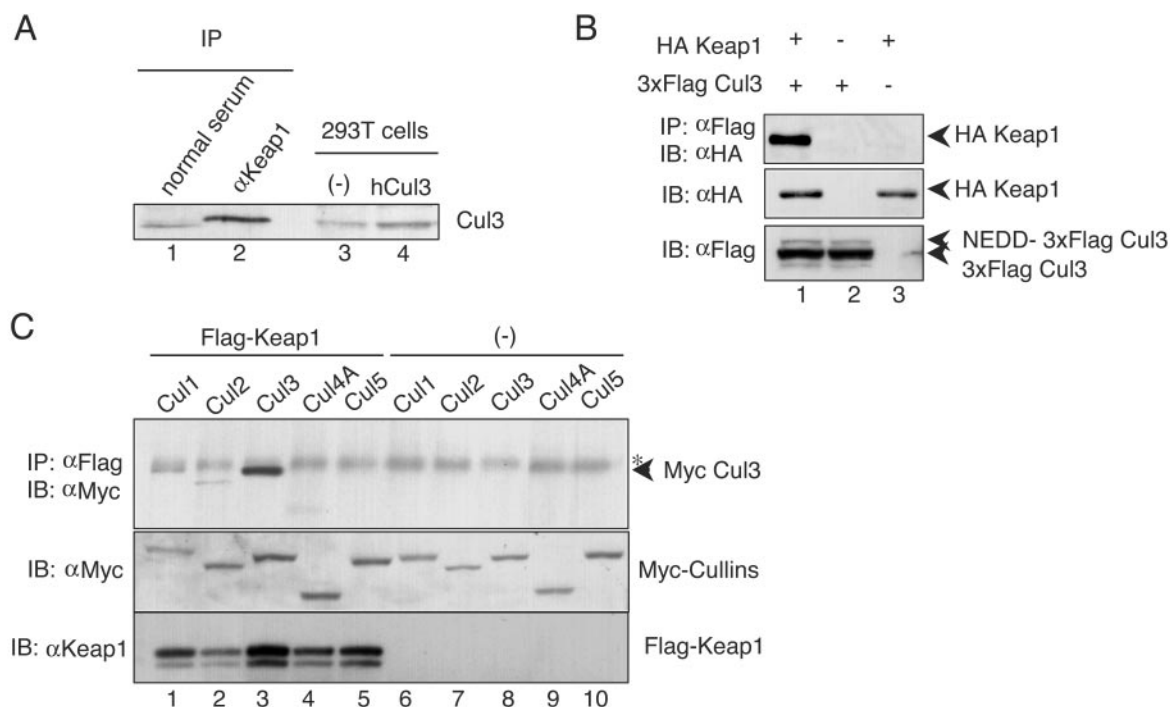 A
IP
normal serum
αKeap1
293T cells
(-) hCul3
Cul3
1 2 3 4
B
HA Keap1 + - +
3xFlag Cul3 + + -
IP: αFlag
IB: αHA
HA Keap1
IB: αHA
HA Keap1
IB: αFlag
NEDD- 3xFlag Cul3
3xFlag Cul3
1 2 3
C
Flag-Keap1 (-)
Cul1 Cul2 Cul3 Cul4A Cul5 Cul1 Cul2 Cul3 Cul4A Cul5
IP: αFlag
IB: αMyc
*
Myc Cul3
IB: αMyc
Myc-Cullins
IB: αKeap1
Flag-Keap1
1 2 3 4 5 6 7 8 9 10